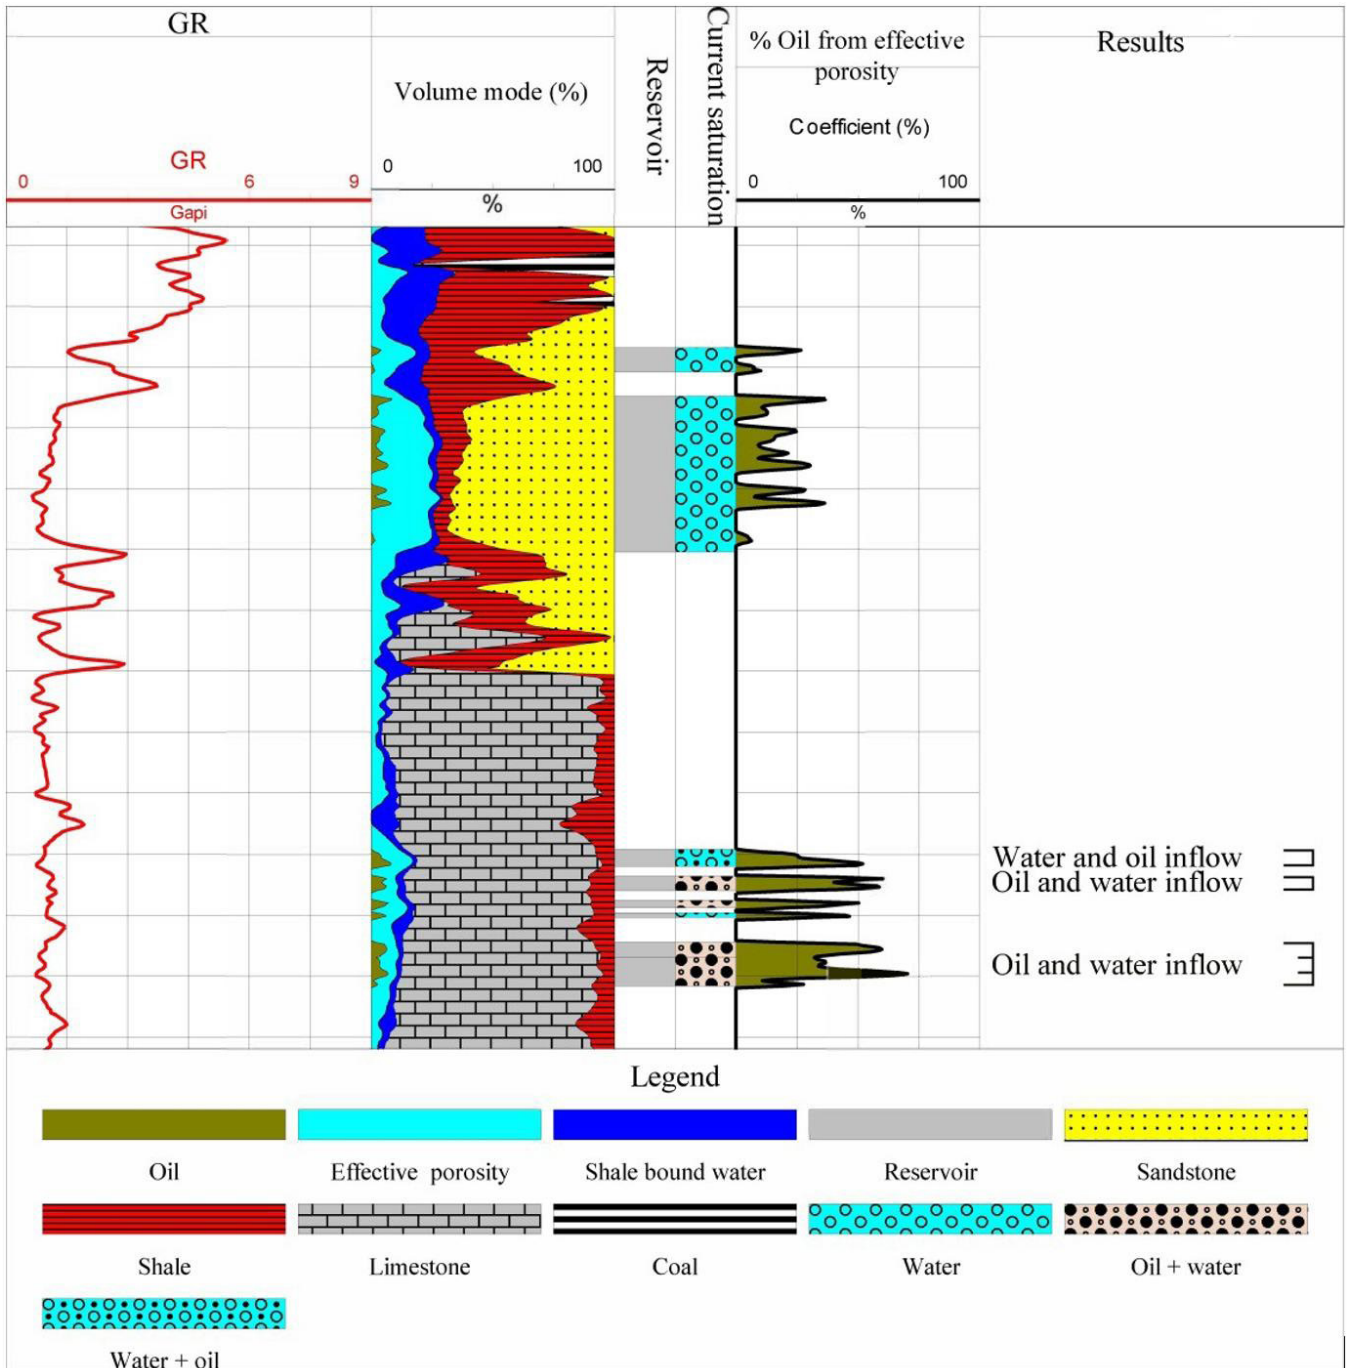 GR
GR
0 6 9
Gapi
Volume mode (%)
0 100
%
Reservoir
Current saturation
% Oil from effective
porosity
Coefficient (%)
0 100
%
Results
Water and oil inflow
Oil and water inflow
Oil and water inflow
Legend
Oil
Effective porosity
Shale bound water
Reservoir
Sandstone
Shale
Limestone
Coal
Water
Oil + water
Water + oil